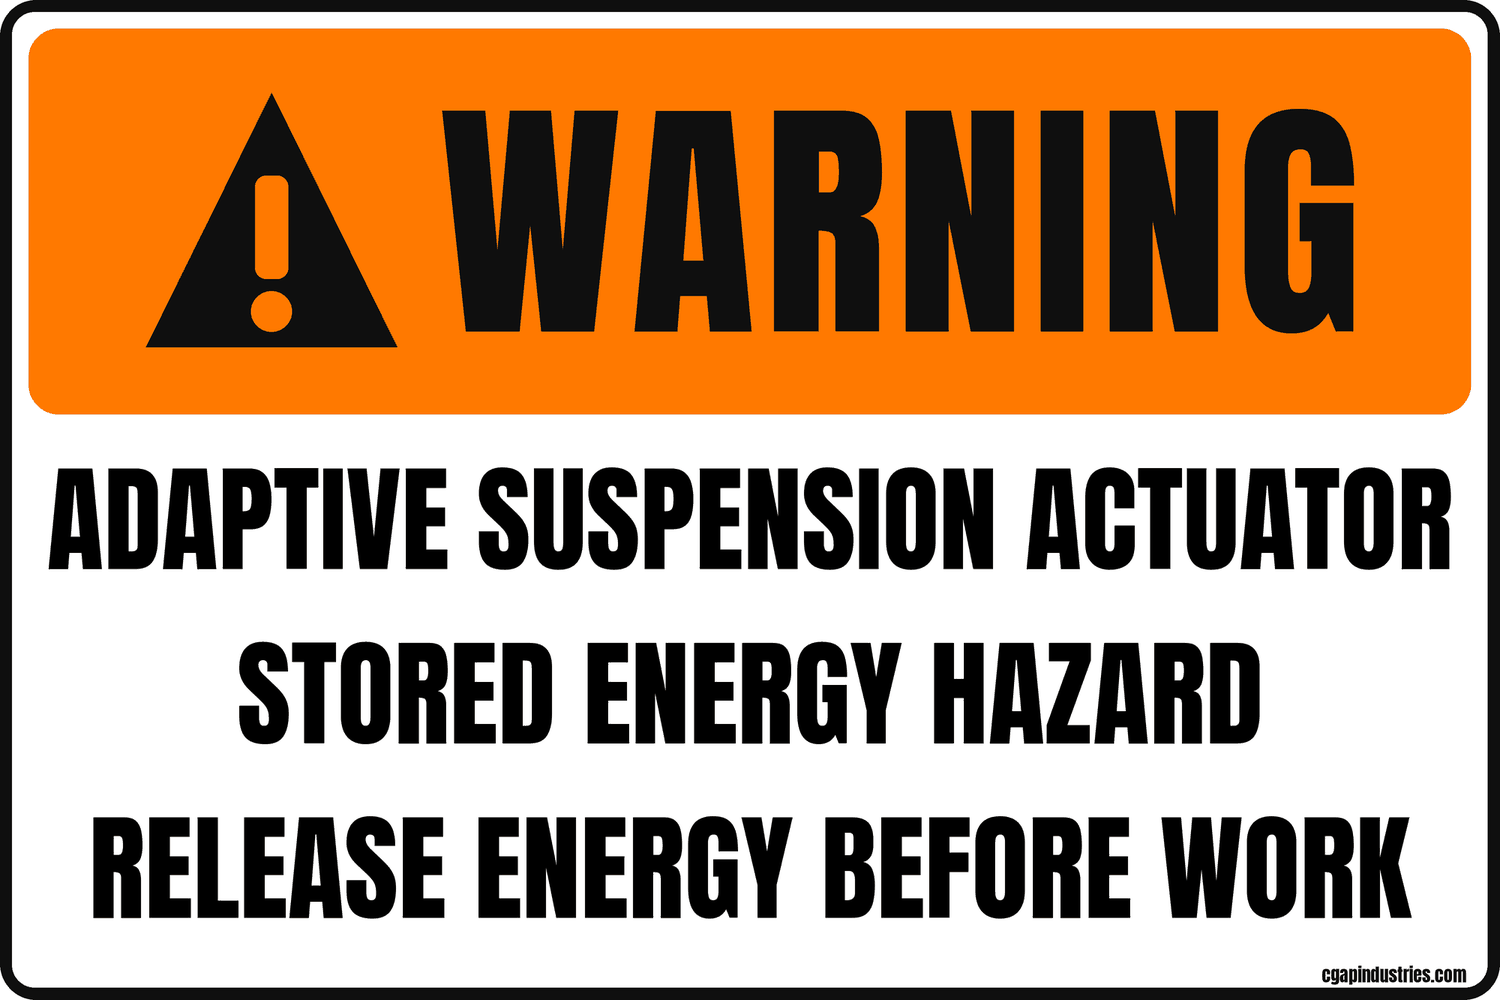 WARNING
ADAPTIVE SUSPENSION ACTUATOR
STORED ENERGY HAZARD
RELEASE ENERGY BEFORE WORK
cgapindustries.com